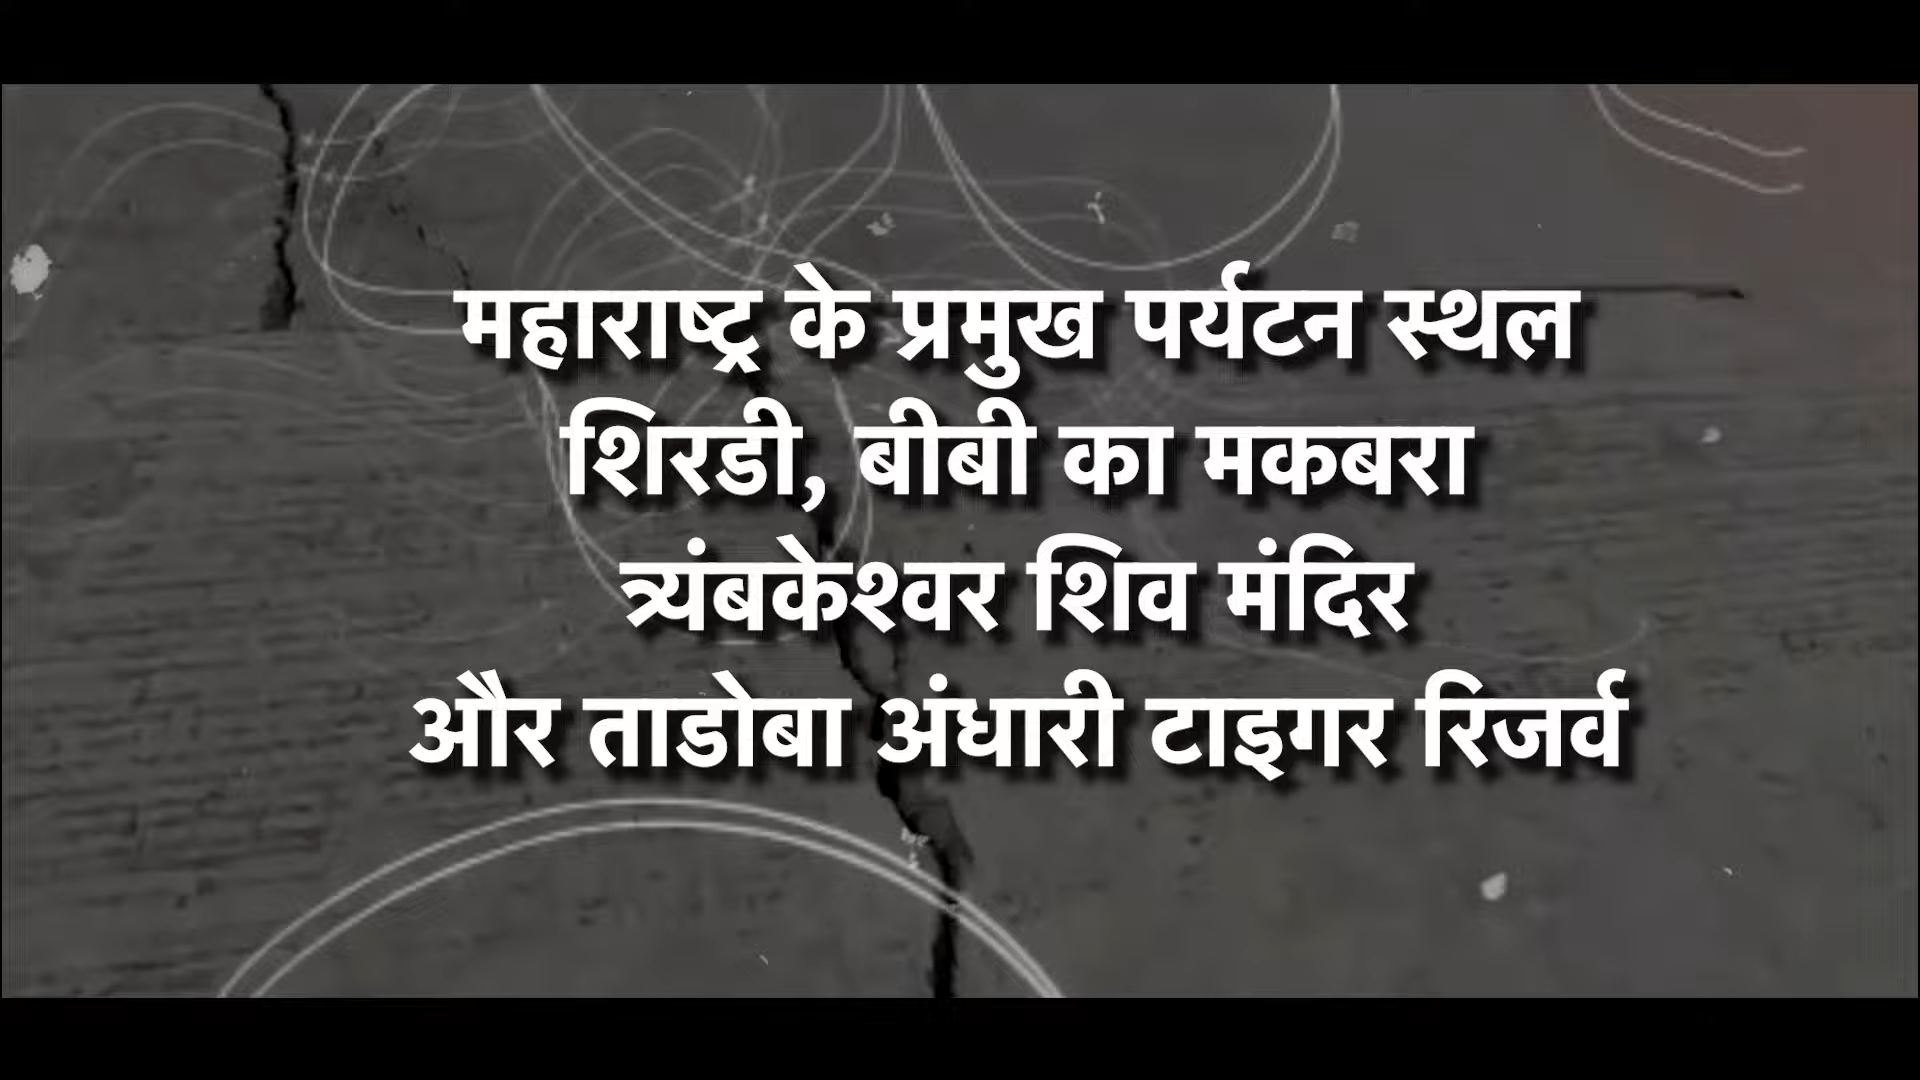 महाराष्ट्र के प्रमुख पर्यटन स्थल
शिरडी, बीबी का मकबरा
त्र्यंबकेश्वर शिव मंदिर
और ताडोबा अंधारी टाइगर रिजर्व